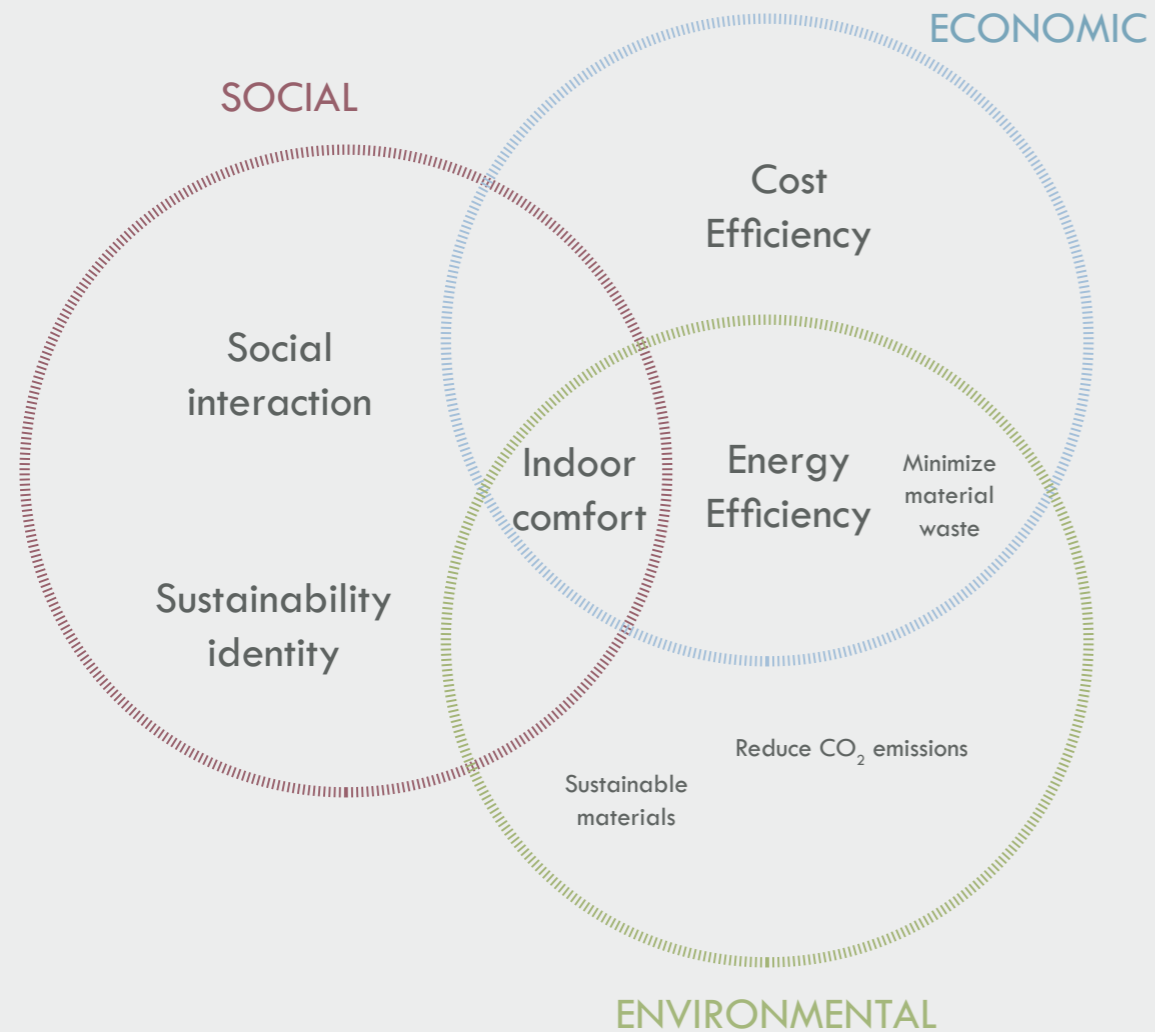 ECONOMIC
SOCIAL
Cost
Efficiency
Social
interaction
Indoor
comfort
Energy
Efficiency
Minimize
material
waste
Sustainability
identity
Reduce CO₂ emissions
Sustainable
materials
ENVIRONMENTAL